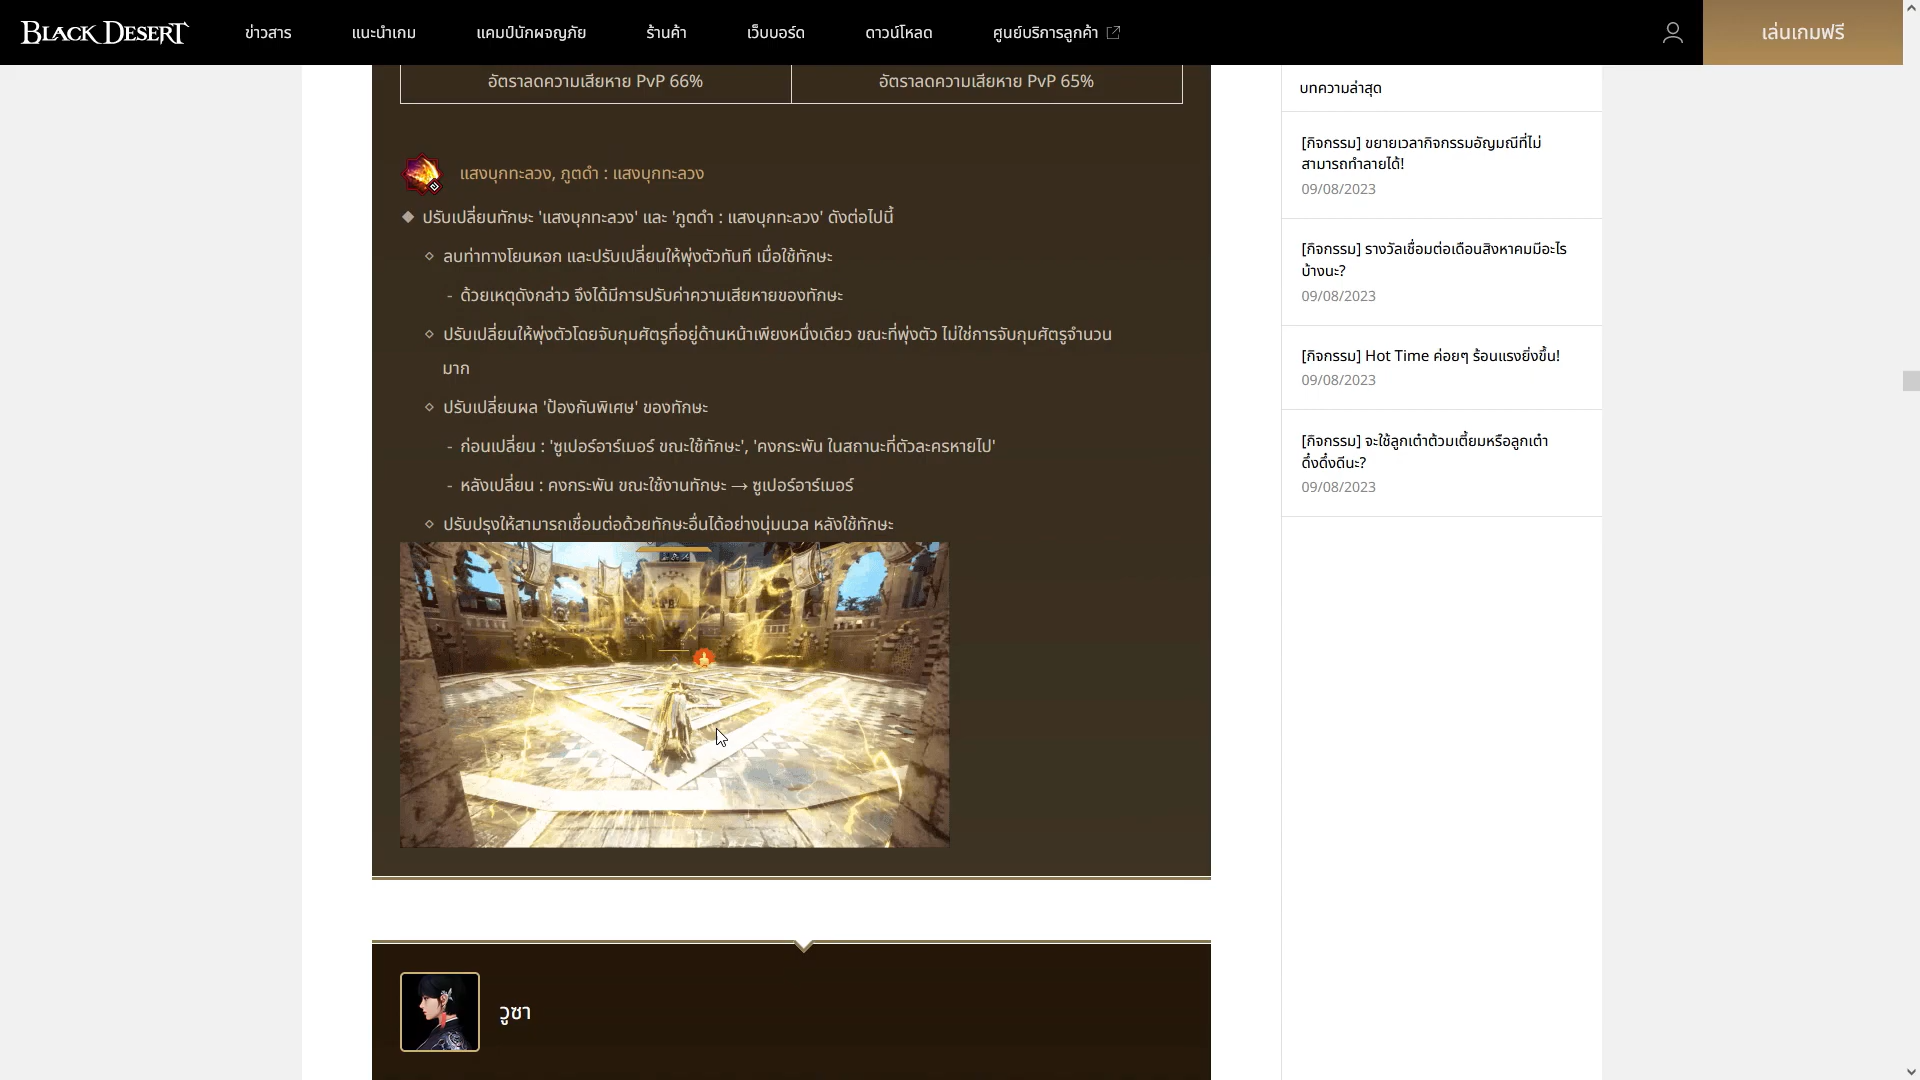 BLACK DESERT
ข่าวสาร
แนะนำเกม
แคมป์นักผจญภัย
ร้านค้า
เว็บบอร์ด
ดาวน์โหลด
ศูนย์บริการลูกค้า
เล่นเกมฟรี
อัตราลดความเสียหาย PvP 66%
อัตราลดความเสียหาย PvP 65%
แสงบุกทะลวง, ภูตดำ : แสงบุกทะลวง
◆ ปรับเปลี่ยนทักษะ 'แสงบุกทะลวง' และ 'ภูตดำ : แสงบุกทะลวง' ดังต่อไปนี้
◇ ลบท่าทางโยนหอก และปรับเปลี่ยนให้พุ่งตัวทันที เมื่อใช้ทักษะ
- ด้วยเหตุดังกล่าว จึงได้มีการปรับค่าความเสียหายของทักษะ
◇ ปรับเปลี่ยนให้พุ่งตัวโดยจับกุมศัตรูที่อยู่ด้านหน้าเพียงหนึ่งเดียว ขณะที่พุ่งตัว ไม่ใช่การจับกุมศัตรูจำนวน
มาก
◇ ปรับเปลี่ยนผล 'ป้องกันพิเศษ' ของทักษะ
- ก่อนเปลี่ยน : 'ซูเปอร์อาร์เมอร์ ขณะใช้ทักษะ', 'คงกระพัน ในสถานะที่ตัวละครหายไป'
- หลังเปลี่ยน : คงกระพัน ขณะใช้งานทักษะ → ซูเปอร์อาร์เมอร์
◇ ปรับปรุงให้สามารถเชื่อมต่อด้วยทักษะอื่นได้อย่างนุ่มนวล หลังใช้ทักษะ
วูซา
บทความล่าสุด
[กิจกรรม] ขยายเวลากิจกรรมอัญมณีที่ไม่
สามารถทำลายได้!
09/08/2023
[กิจกรรม] รางวัลเชื่อมต่อเดือนสิงหาคมมีอะไร
บ้างนะ?
09/08/2023
[กิจกรรม] Hot Time ค่อยๆ ร้อนแรงยิ่งขึ้น!
09/08/2023
[กิจกรรม] จะใช้ลูกเต๋าต้วมเตี้ยมหรือลูกเต๋า
ดึ๋งดึ๋งดีนะ?
09/08/2023